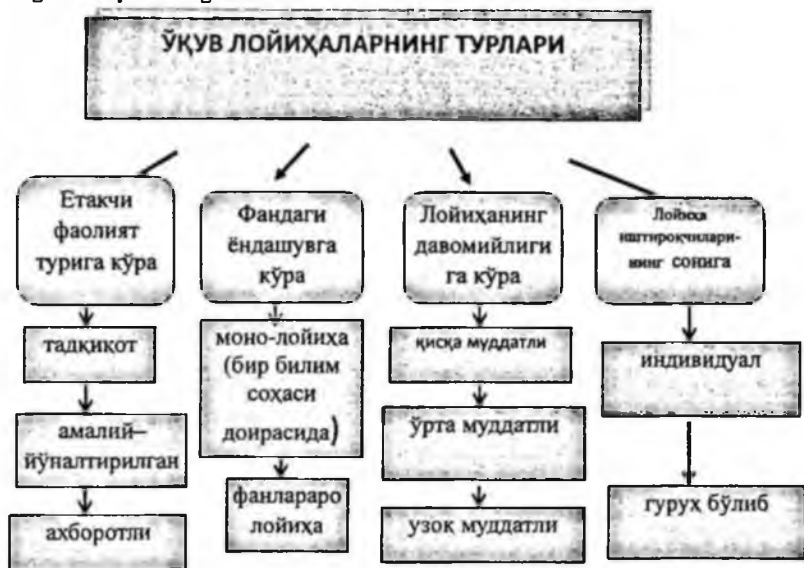 ЎҚУВ ЛОЙИҲАЛАРНИНГ ТУРЛАРИ
Етакчи
фаолият
турига кўра
тадқиқот
амалий–
йўналтирилган
ахборотли
Фандаги
ёндашувга
кўра
моно-лойиҳа
(бир билим
соҳаси
доирасида)
фанлараро
лойиҳа
Лойиҳанинг
давомийлиги
га кўра
қисқа муддатли
ўрта муддатли
узоқ муддатли
Лойиҳа
иштирокчилари-
нинг сонига
индивидуал
гуруҳ бўлиб